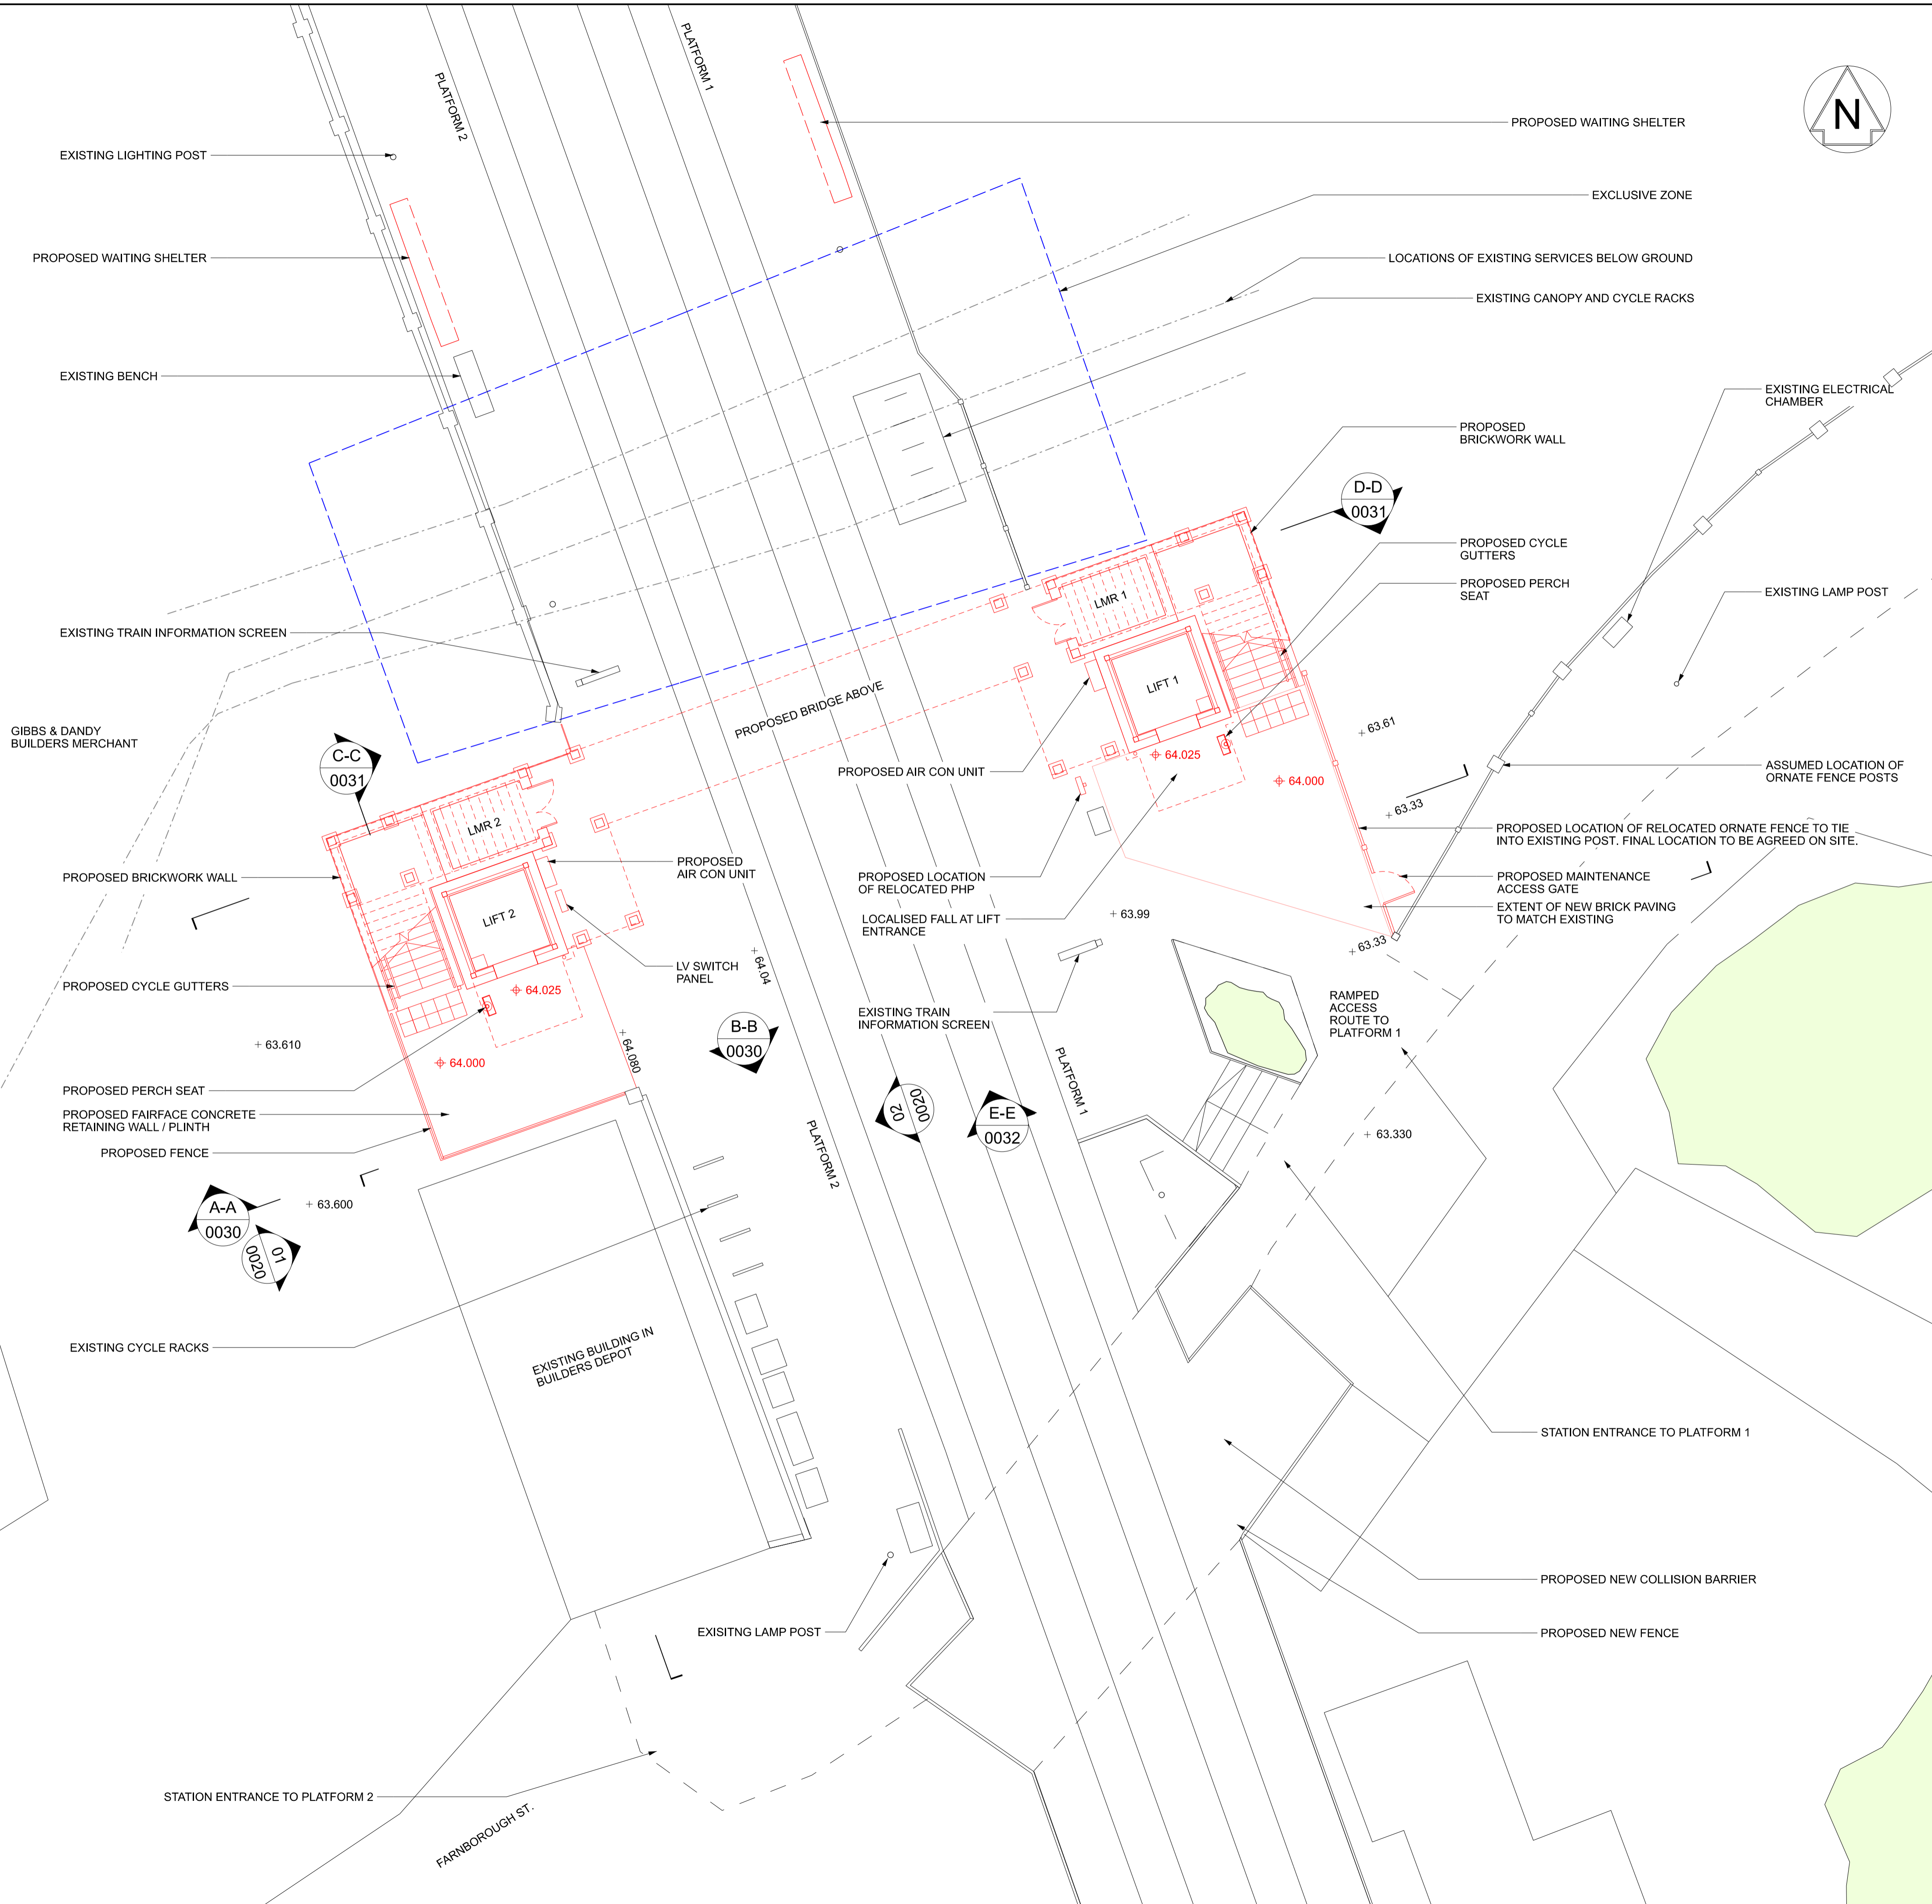 PLATFORM 1
PLATFORM 2
N
PROPOSED WAITING SHELTER
EXISTING LIGHTING POST
EXCLUSIVE ZONE
PROPOSED WAITING SHELTER
LOCATIONS OF EXISTING SERVICES BELOW GROUND
EXISTING CANOPY AND CYCLE RACKS
EXISTING BENCH
EXISTING ELECTRICAL
CHAMBER
PROPOSED
BRICKWORK WALL
D-D
0031
PROPOSED CYCLE
GUTTERS
PROPOSED PERCH
SEAT
EXISTING LAMP POST
LMR 1
EXISTING TRAIN INFORMATION SCREEN
LIFT 1
PROPOSED BRIDGE ABOVE
GIBBS & DANDY
BUILDERS MERCHANT
C-C
0031
63.61
64.025
64.000
PROPOSED AIR CON UNIT
ASSUMED LOCATION OF
ORNATE FENCE POSTS
63.33
LMR 2
PROPOSED LOCATION OF RELOCATED ORNATE FENCE TO TIE
INTO EXISTING POST. FINAL LOCATION TO BE AGREED ON SITE.
PROPOSED
AIR CON UNIT
PROPOSED BRICKWORK WALL
PROPOSED LOCATION
OF RELOCATED PHP
PROPOSED MAINTENANCE
ACCESS GATE
LIFT 2
LOCALISED FALL AT LIFT
ENTRANCE
63.99
EXTENT OF NEW BRICK PAVING
TO MATCH EXISTING
63.33
64.04
LV SWITCH
PANEL
PROPOSED CYCLE GUTTERS
64.025
EXISTING TRAIN
INFORMATION SCREEN
RAMPED
ACCESS
ROUTE TO
PLATFORM 1
B-B
0030
63.610
64.080
64.000
PLATFORM 1
PROPOSED PERCH SEAT
PROPOSED FAIRFACE CONCRETE
RETAINING WALL / PLINTH
02
0020
E-E
0032
63.330
PROPOSED FENCE
PLATFORM 2
A-A
0030
63.600
01
0020
EXISTING CYCLE RACKS
EXISTING BUILDING IN
BUILDERS DEPOT
STATION ENTRANCE TO PLATFORM 1
PROPOSED NEW COLLISION BARRIER
EXISITNG LAMP POST
PROPOSED NEW FENCE
STATION ENTRANCE TO PLATFORM 2
FARNBOROUGH ST.